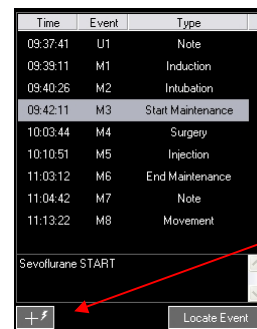 Time Event Type
09:37:41 U1 Note
09:39:11 M1 Induction
09:40:26 M2 Intubation
09:42:11 M3 Start Maintenance
10:03:44 M4 Surgery
10:10:51 M5 Injection
11:03:12 M6 End Maintenance
11:04:42 M7 Note
11:13:22 M8 Movement
Sevoflurane START
Locate Event